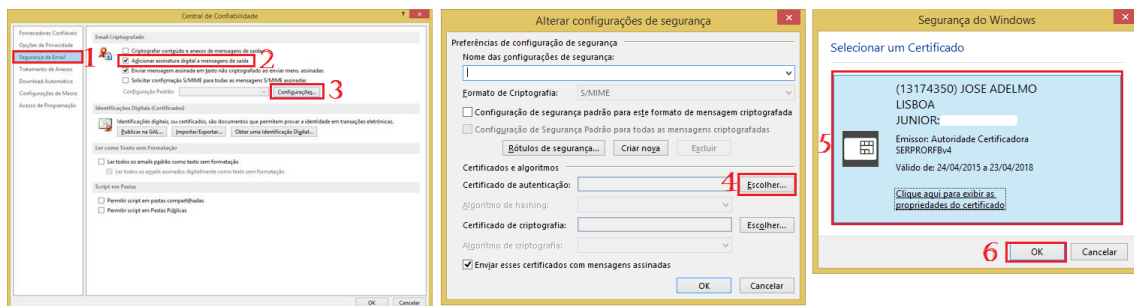 Central de Confiabilidade
Fornecedores Confiáveis
Opções de Privacidade
Segurança de Email
Tratamento de Anexos
Download Automático
Configurações de Macro
Acesso de Programação
1
Email Criptografado
Criptografar conteúdo e anexos de mensagens de saída
Adicionar assinatura digital a mensagens de saída
2
Enviar mensagem assinada em texto não criptografado ao enviar mens. assinadas
Solicitar confirmação S/MIME para todas as mensagens S/MIME assinadas
Configuração Padrão:
Configurações...
3
Identificações Digitais (Certificados)
Identificações digitais, ou certificados, são documentos que permitem provar a identidade em transações eletrônicas.
Publicar na GAL... Importar/Exportar... Obter uma Identificação Digital...
Ler como Texto sem Formatação
Ler todos os emails padrão como texto sem formatação
Ler todos os emails assinados digitalmente como texto sem formatação
Script em Pastas
Permitir script em pastas compartilhadas
Permitir script em Pastas Públicas
OK Cancelar
Alterar configurações de segurança
Preferências de configuração de segurança
Nome das configurações de segurança:
Formato de Criptografia: S/MIME
Configuração de segurança padrão para este formato de mensagem criptografada
Configuração de Segurança Padrão para todas as mensagens criptografadas
Rótulos de segurança... Criar nova Excluir
Certificados e algoritmos
Certificado de autenticação: 4 Escolher...
Algoritmo de hashing:
Certificado de criptografia: Escolher...
Algoritmo de criptografia:
Enviar esses certificados com mensagens assinadas
OK Cancelar
Segurança do Windows
Selecionar um Certificado
(13174350) JOSE ADELMO
LISBOA
JUNIOR:
5
Emissor: Autoridade Certificadora
SERPRORFBv4
Válido de: 24/04/2015 a 23/04/2018
Clique aqui para exibir as
propriedades do certificado
6 OK Cancelar